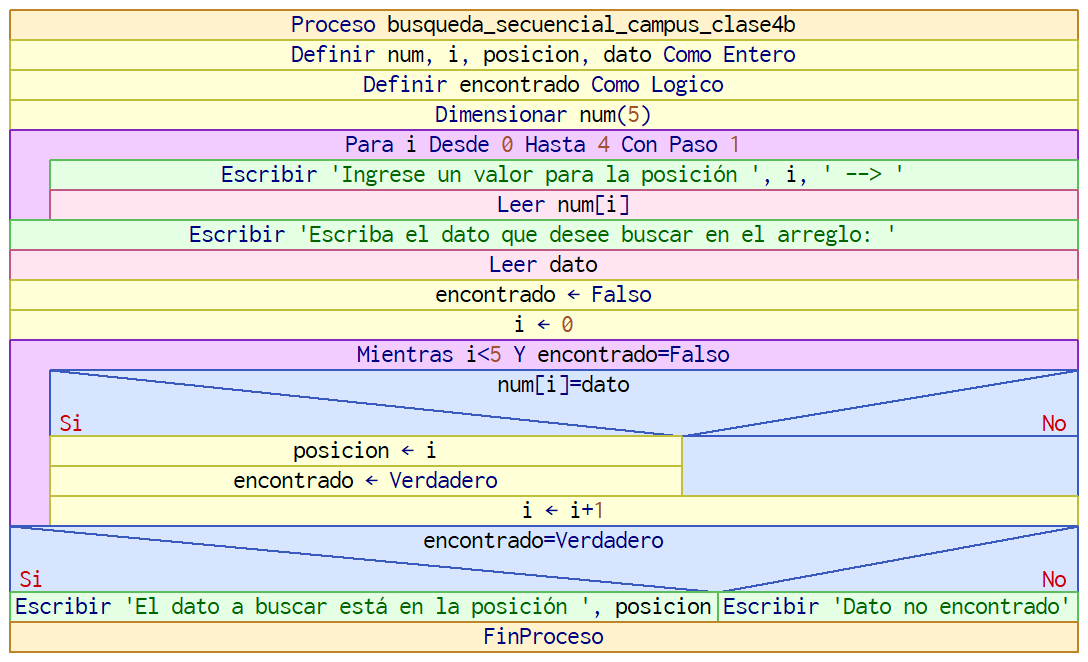 Proceso busqueda_secuencial_campus_clase4b
Definir num, i, posicion, dato Como Entero
Definir encontrado Como Logico
Dimensionar num(5)
Para i Desde 0 Hasta 4 Con Paso 1
Escribir 'Ingrese un valor para la posición ', i, ' --> '
Leer num[i]
Escribir 'Escriba el dato que desee buscar en el arreglo: '
Leer dato
encontrado ← Falso
i ← 0
Mientras i<5 Y encontrado=Falso
num[i]=dato
Si No
posicion ← i
encontrado ← Verdadero
i ← i+1
encontrado=Verdadero
Si No
Escribir 'El dato a buscar está en la posición ', posicion Escribir 'Dato no encontrado'
FinProceso